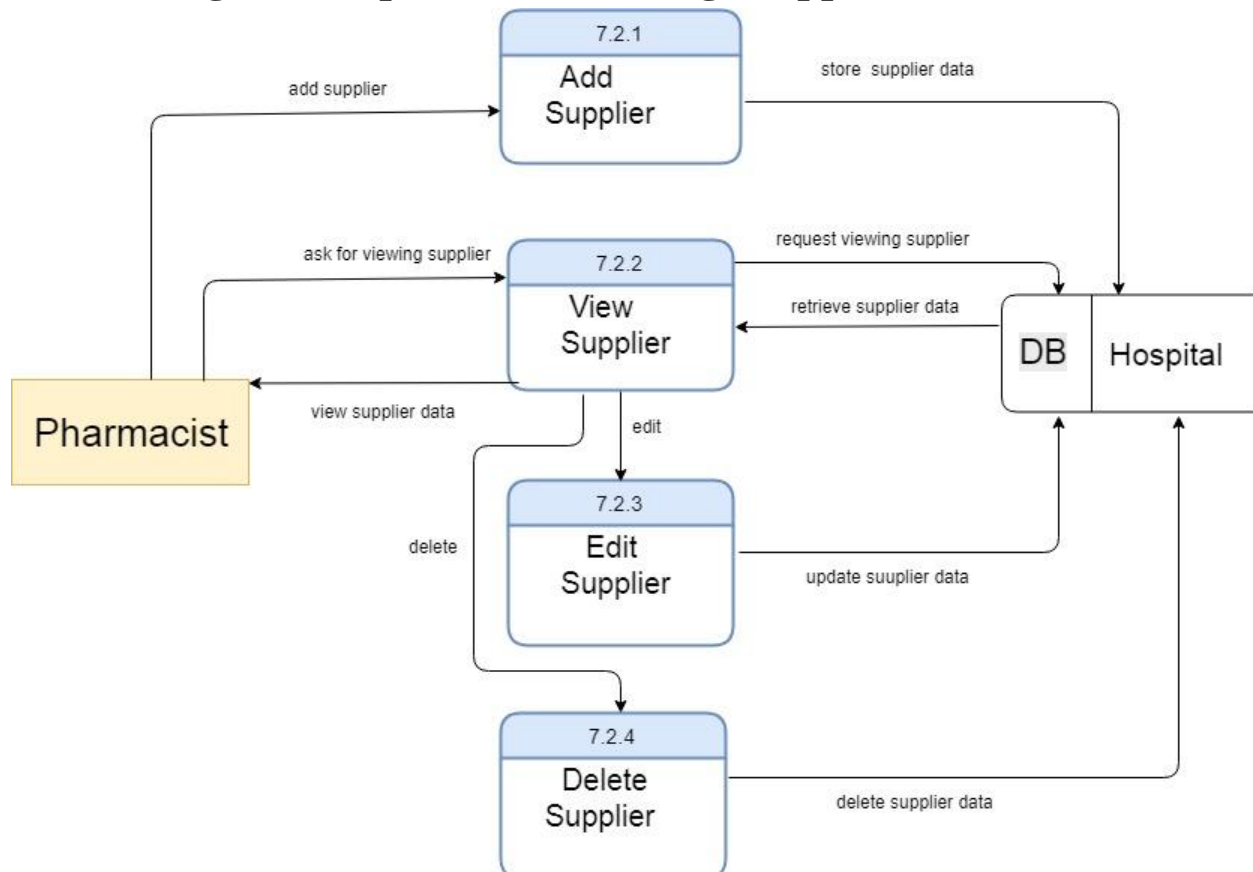 7.2.1
Add
Supplier
add supplier
store supplier data
7.2.2
View
Supplier
ask for viewing supplier
request viewing supplier
retrieve supplier data
view supplier data
Pharmacist
DB
Hospital
edit
7.2.3
Edit
Supplier
delete
update suuplier data
7.2.4
Delete
Supplier
delete supplier data